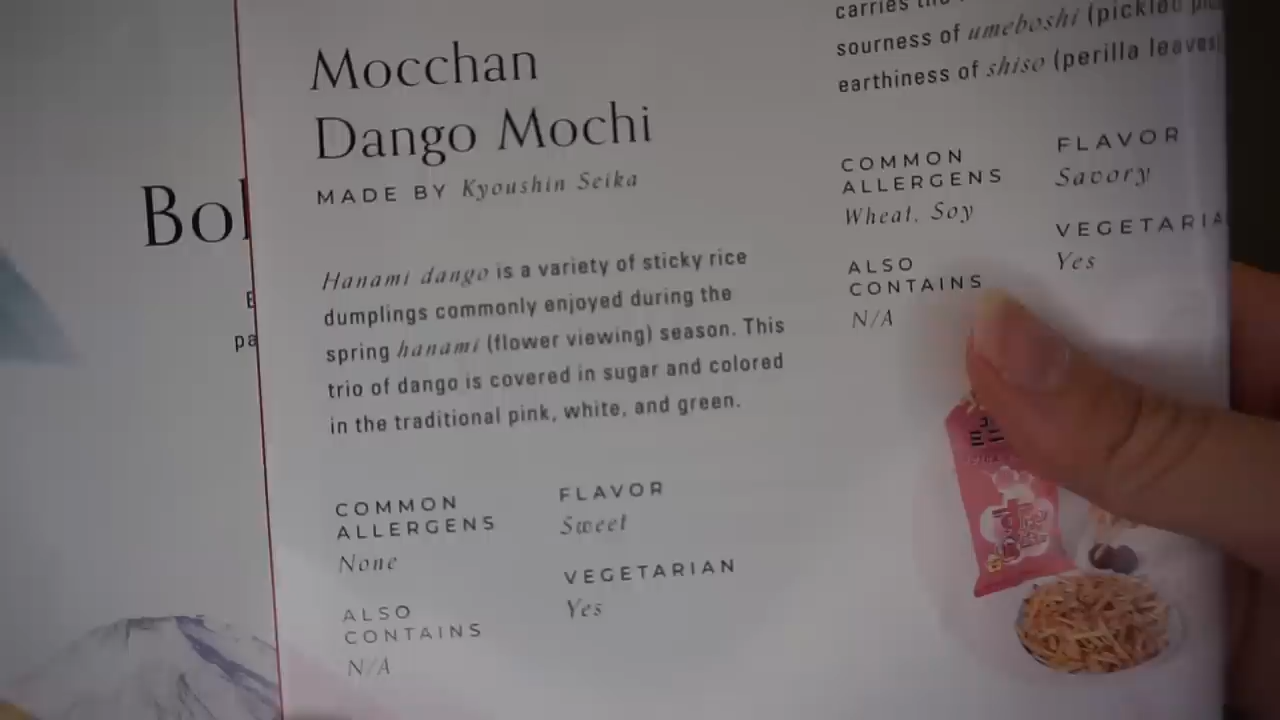 Mocchan
Dango Mochi
MADE BY Kyoushin Seika
Hanami dango is a variety of sticky rice
dumplings commonly enjoyed during the
spring hanami (flower viewing) season. This
trio of dango is covered in sugar and colored
in the traditional pink, white, and green.
COMMON
ALLERGENS
None
ALSO
CONTAINS
N/A
FLAVOR
Sweet
VEGETARIAN
Yes
carries
sourness of umeboshi (pickled
earthiness of shiso (perilla leaves
COMMON
ALLERGENS
Wheat, Soy
ALSO
CONTAINS
N/A
FLAVOR
Savory
VEGETARIA
Yes